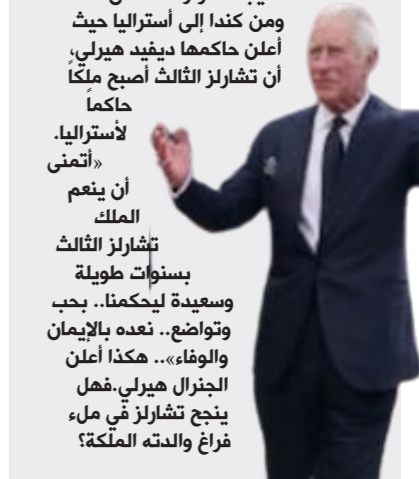 ومن كندا إلى أستراليا حيث
أعلن حاكمها ديفيد هيرلي،
أن تشارلز الثالث أصبح ملكاً
حاكماً
لأستراليا.
«أتمنى
أن ينعم
الملك
تشارلز الثالث
بسنوات طويلة
وسعيدة ليحكمنا.. بحب
وتواضع.. نعده بالإيمان
والوفاء».. هكذا أعلن
الجنرال هيرلي.فهل
ينجح تشارلز في ملء
فراغ والدته الملكة؟